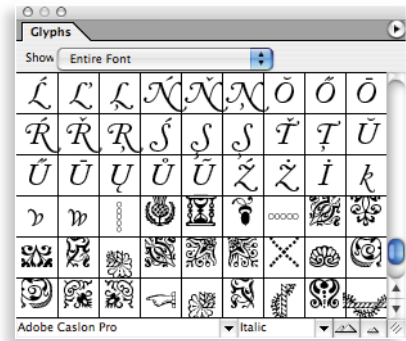 Glyphs
Show Entire Font
Ĺ Ľ Ļ Ń Ň Ņ Ŏ Ő Ō
Ŕ Ř Ŗ Ś Ş Ș Ť Ţ Ŭ
Ű Ū Ų Ů Ũ Ź Ż İ k
v w
Adobe Caslon Pro Italic